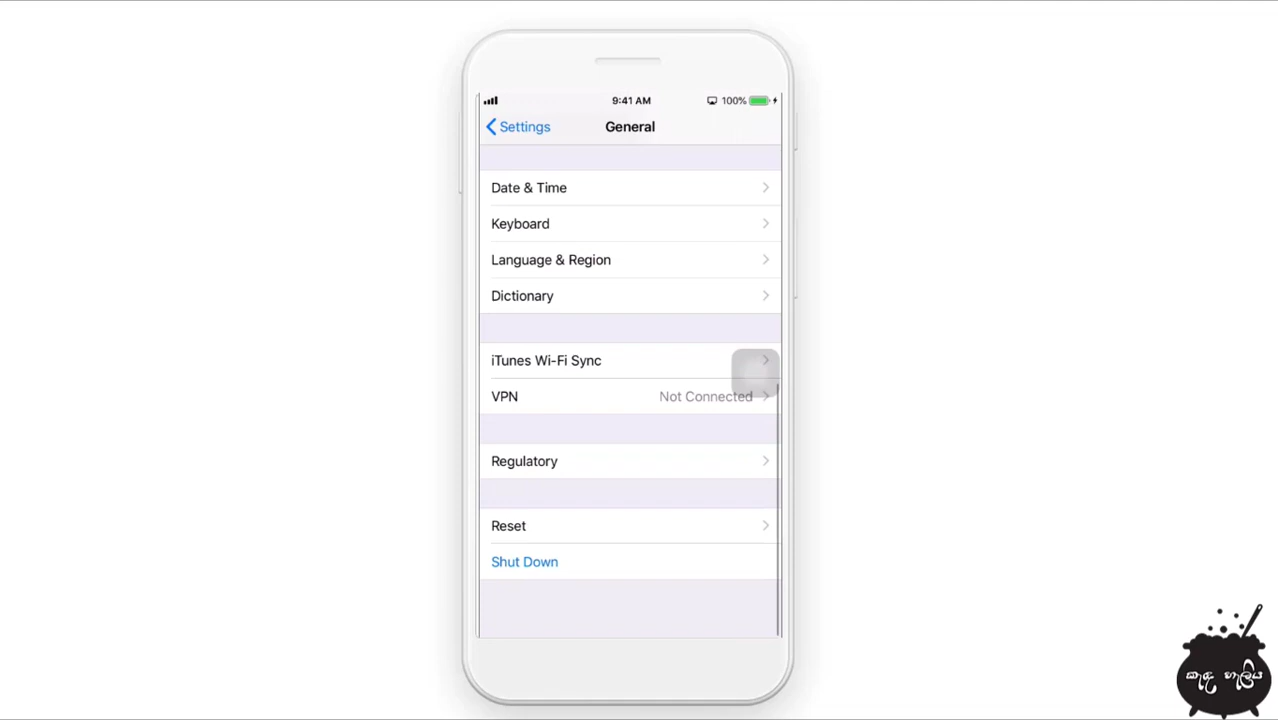 9:41 AM
100%
Settings
General
Date & Time
Keyboard
Language & Region
Dictionary
iTunes Wi-Fi Sync
VPN Not Connected
Regulatory
Reset
Shut Down
කැඳ හැලිය